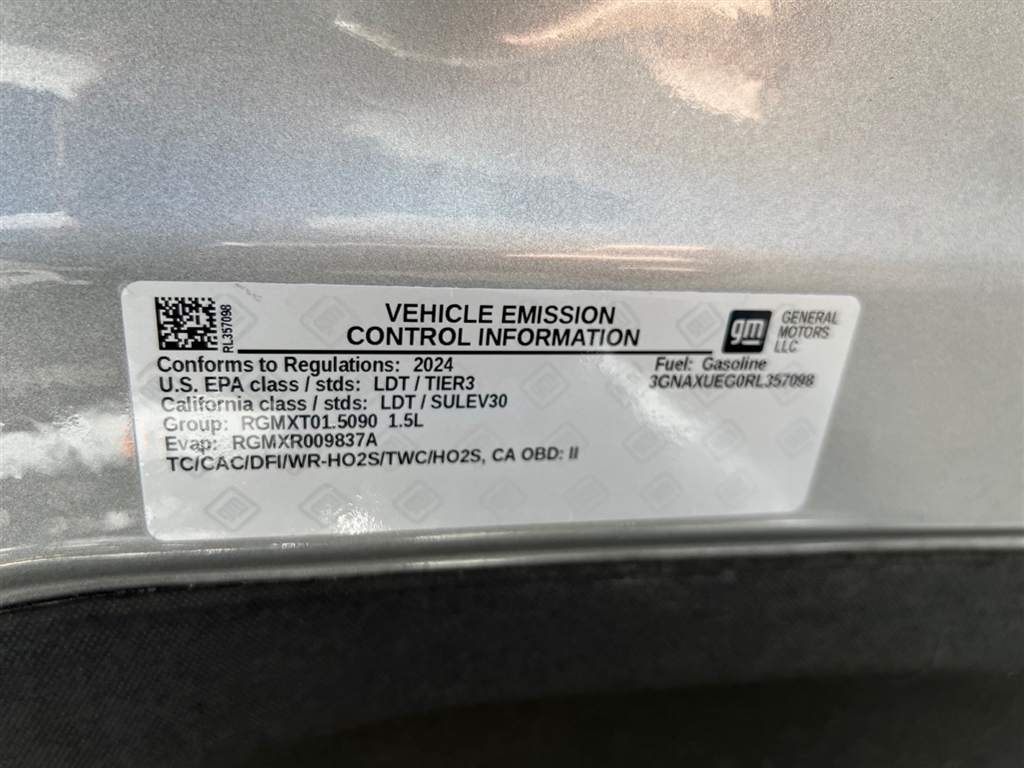 RL357098
VEHICLE EMISSION
CONTROL INFORMATION
gm
GENERAL
MOTORS
LLC
Conforms to Regulations: 2024
U.S. EPA class / stds: LDT / TIER3
California class / stds: LDT / SULEV30
Group: RGMXT01.5090 1.5L
Evap: RGMXR009837A
TC/CAC/DFI/WR-HO2S/TWC/HO2S, CA OBD: II
Fuel: Gasoline
3GNAXUEG0RL357098